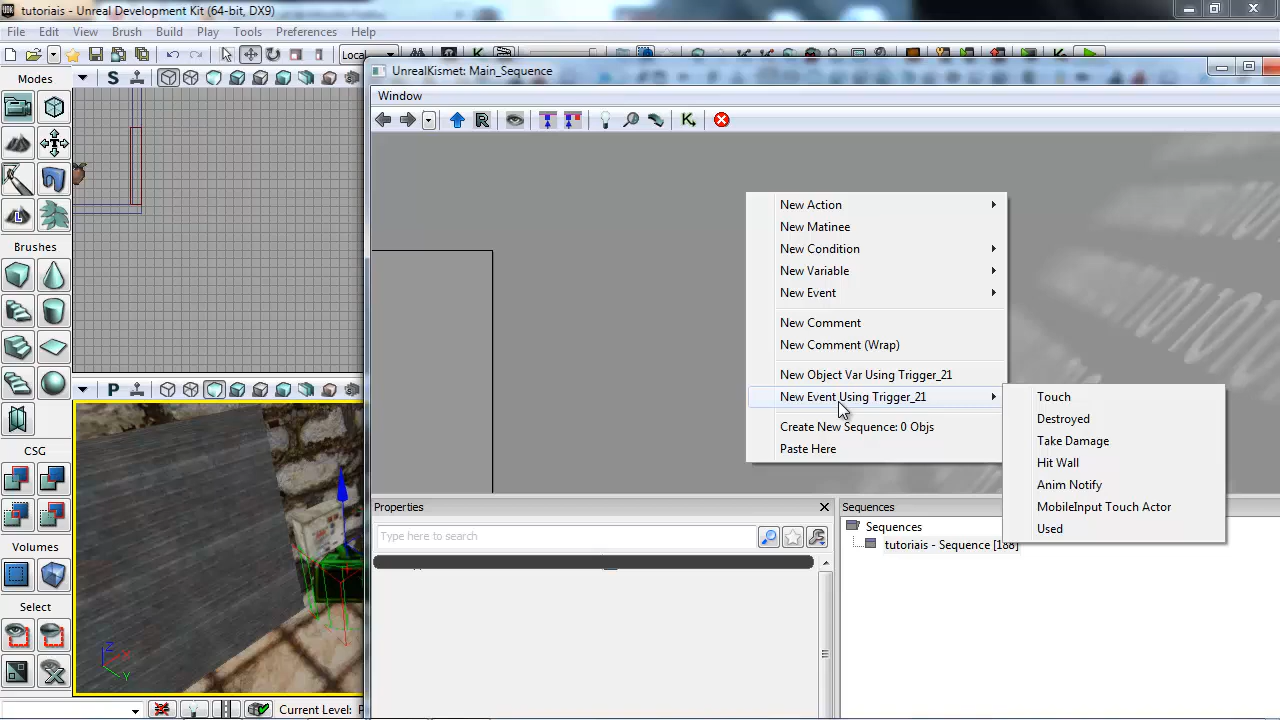 tutoriais - Unreal Development Kit (64-bit, DX9)
File Edit View Brush Build Play Tools Preferences Help
Local
Modes
Brushes
CSG
Volumes
Select
P
Current Level:
UnrealKismet: Main_Sequence
Window
New Action
New Matinee
New Condition
New Variable
New Event
New Comment
New Comment (Wrap)
New Object Var Using Trigger_21
New Event Using Trigger_21
Create New Sequence: 0 Objs
Paste Here
Touch
Destroyed
Take Damage
Hit Wall
Anim Notify
MobileInput Touch Actor
Used
Properties
Type here to search
Sequences
Sequences
tutoriais - Sequence [188]